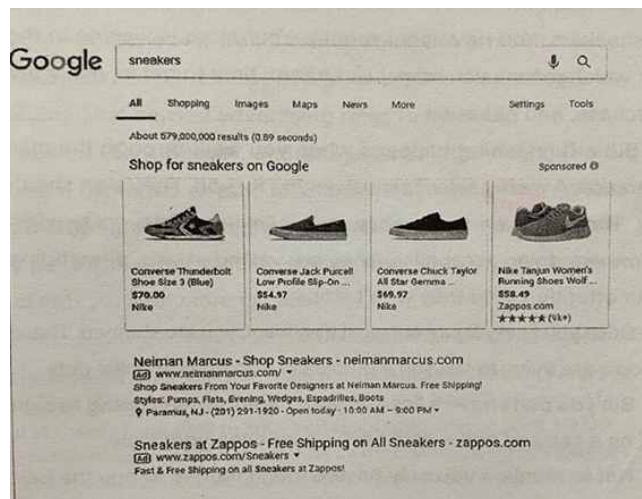 Google
sneakers
All Shopping Images Maps News More Settings Tools
About 579,000,000 results (0.89 seconds)
Shop for sneakers on Google
Sponsored
Converse Thunderbolt
Shoe Size 3 (Blue)
$70.00
Nike
Converse Jack Purcell
Low Profile Slip-On ...
$54.97
Nike
Converse Chuck Taylor
All Star Gemma ...
$69.97
Nike
Nike Tanjun Women's
Running Shoes Wolf ...
$58.49
Zappos.com
★★★★★ (9k+)
Neiman Marcus - Shop Sneakers - neimanmarcus.com
Ad www.neimanmarcus.com/
Shop Sneakers From Your Favorite Designers at Neiman Marcus. Free Shipping!
Styles: Pumps, Flats, Evening, Wedges, Espadrilles, Boots
Paramus, NJ - (201) 291-1920 - Open today · 10:00 AM – 9:00 PM
Sneakers at Zappos - Free Shipping on All Sneakers - zappos.com
Ad www.zappos.com/Sneakers
Fast & Free Shipping on all Sneakers at Zappos!